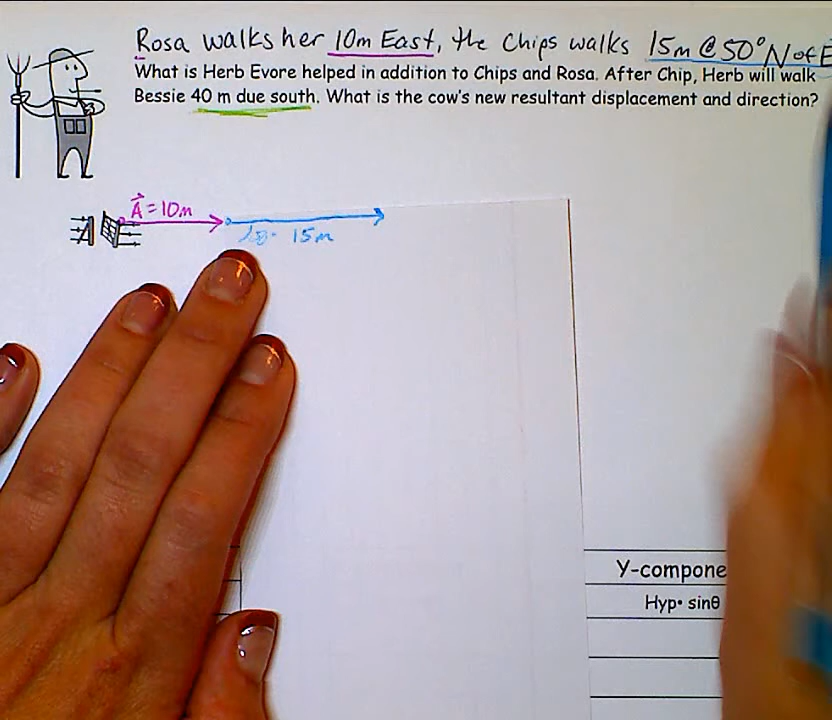 Rosa walks her 10m East, the Chips walks 15m @ 50° N of E
What is Herb Evore helped in addition to Chips and Rosa. After Chip, Herb will walk
Bessie 40 m due south. What is the cow's new resultant displacement and direction?
A = 10m
15m
Y-compone
Hyp• sinθ